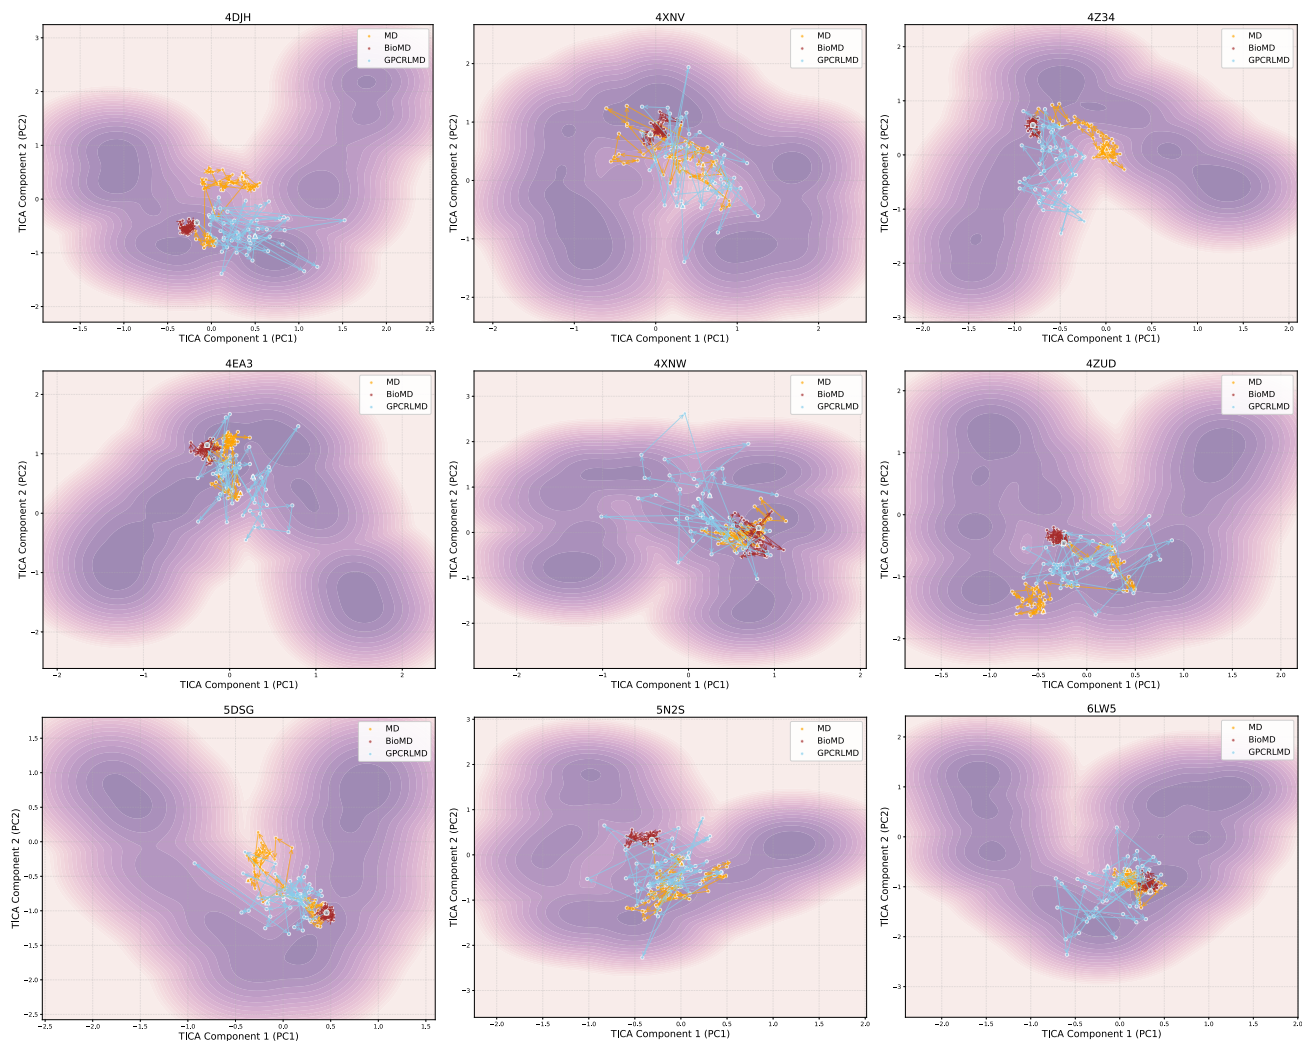 4DJH
MD
BioMD
GPCRLMD
TICA Component 2 (PC2)
3
2
1
0
−1
−2
−1.5
−1.0
−0.5
0.0
0.5
1.0
1.5
2.0
2.5
TICA Component 1 (PC1)
4XNV
MD
BioMD
GPCRLMD
TICA Component 2 (PC2)
2
1
0
−1
−2
−2
−1
0
1
2
TICA Component 1 (PC1)
4Z34
MD
BioMD
GPCRLMD
TICA Component 2 (PC2)
2
1
0
−1
−2
−3
−2.0
−1.5
−1.0
−0.5
0.0
0.5
1.0
1.5
2.0
TICA Component 1 (PC1)
4EA3
MD
BioMD
GPCRLMD
TICA Component 2 (PC2)
2
1
0
−1
−2
−2
−1
0
1
2
TICA Component 1 (PC1)
4XNW
MD
BioMD
GPCRLMD
TICA Component 2 (PC2)
3
2
1
0
−1
−2
−2
−1
0
1
2
TICA Component 1 (PC1)
4ZUD
MD
BioMD
GPCRLMD
TICA Component 2 (PC2)
2
1
0
−1
−2
−1.5
−1.0
−0.5
0.0
0.5
1.0
1.5
2.0
TICA Component 1 (PC1)
5DSG
MD
BioMD
GPCRLMD
TICA Component 2 (PC2)
1.5
1.0
0.5
0.0
−0.5
−1.0
−1.5
−2.0
−2.5
−2.5
−2.0
−1.5
−1.0
−0.5
0.0
0.5
1.0
1.5
TICA Component 1 (PC1)
5N2S
MD
BioMD
GPCRLMD
TICA Component 2 (PC2)
3
2
1
0
−1
−2
−3
−2.0
−1.5
−1.0
−0.5
0.0
0.5
1.0
1.5
2.0
TICA Component 1 (PC1)
6LW5
MD
BioMD
GPCRLMD
TICA Component 2 (PC2)
2
1
0
−1
−2
−3
−2.0
−1.5
−1.0
−0.5
0.0
0.5
1.0
1.5
2.0
TICA Component 1 (PC1)